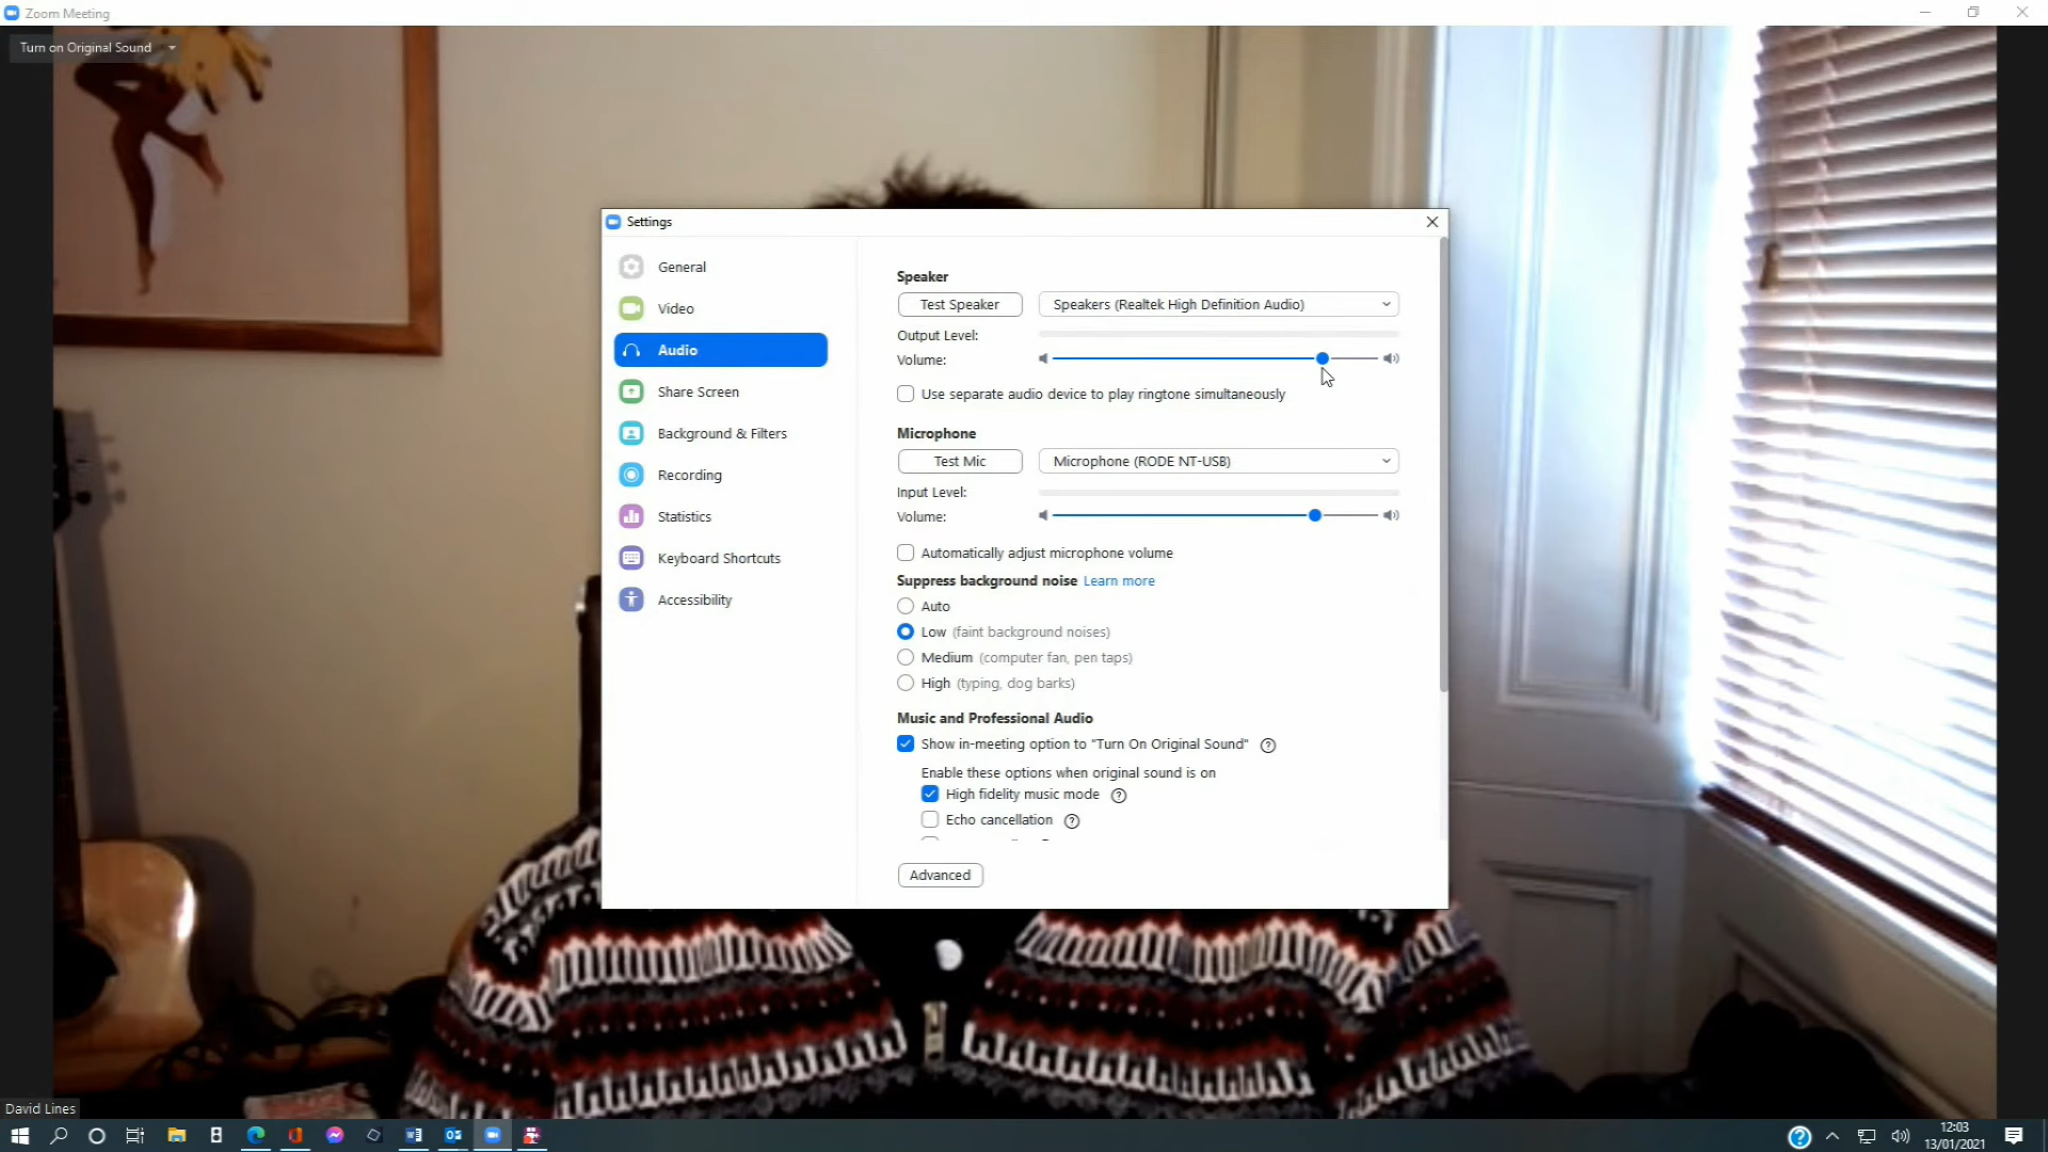 Zoom Meeting
Turn on Original Sound
Settings
General
Video
Audio
Share Screen
Background & Filters
Recording
Statistics
Keyboard Shortcuts
Accessibility
Speaker
Test Speaker Speakers (Realtek High Definition Audio)
Output Level:
Volume:
Use separate audio device to play ringtone simultaneously
Microphone
Test Mic Microphone (RODE NT-USB)
Input Level:
Volume:
Automatically adjust microphone volume
Suppress background noise Learn more
Auto
Low (faint background noises)
Medium (computer fan, pen taps)
High (typing, dog barks)
Music and Professional Audio
Show in-meeting option to "Turn On Original Sound"
Enable these options when original sound is on
High fidelity music mode
Echo cancellation
Advanced
David Lines
12:03
13/01/2021